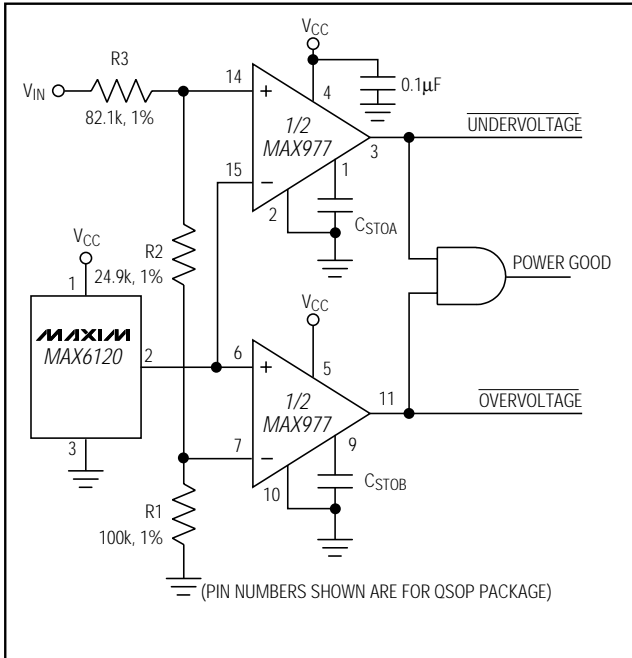 VCC
R3
VIN
82.1k, 1%
14
+
4
0.1μF
1/2
MAX977
3
UNDERVOLTAGE
15
−
1
2
CSTOA
VCC
R2
24.9k, 1%
1
POWER GOOD
MAXIM
MAX6120
2
VCC
6
+
5
1/2
MAX977
11
OVERVOLTAGE
7
−
9
3
10
CSTOB
R1
100k, 1%
(PIN NUMBERS SHOWN ARE FOR QSOP PACKAGE)